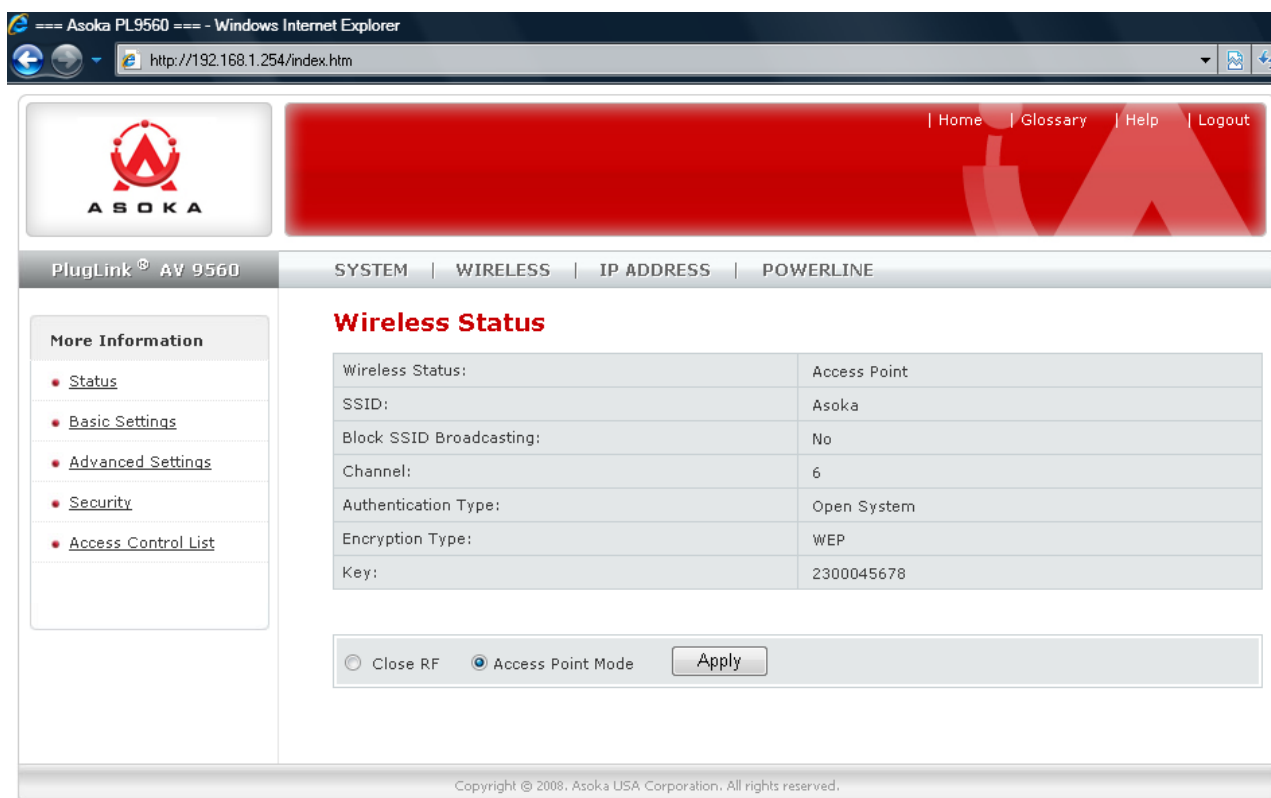 === Asoka PL9560 === - Windows Internet Explorer
http://192.168.1.254/index.htm
| Home | Glossary | Help | Logout
ASOKA
PlugLink ® AV 9560
SYSTEM | WIRELESS | IP ADDRESS | POWERLINE
More Information
Status
Basic Settings
Advanced Settings
Security
Access Control List
Wireless Status
Wireless Status: Access Point
SSID: Asoka
Block SSID Broadcasting: No
Channel: 6
Authentication Type: Open System
Encryption Type: WEP
Key: 2300045678
Close RF Access Point Mode Apply
Copyright © 2008. Asoka USA Corporation. All rights reserved.